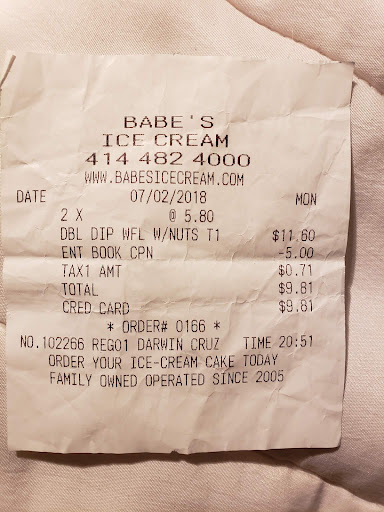 BABE'S
ICE CREAM
414 482 4000
WWW.BABESICECREAM.COM
DATE 07/02/2018 MON
2 X @ 5.80
DBL DIP WFL W/NUTS T1 $11.60
ENT BOOK CPN -5.00
TAX1 AMT $0.71
TOTAL $9.81
CRED CARD $9.81
* ORDER# 0166 *
NO.102266 REG01 DARWIN CRUZ TIME 20:51
ORDER YOUR ICE-CREAM CAKE TODAY
FAMILY OWNED OPERATED SINCE 2005